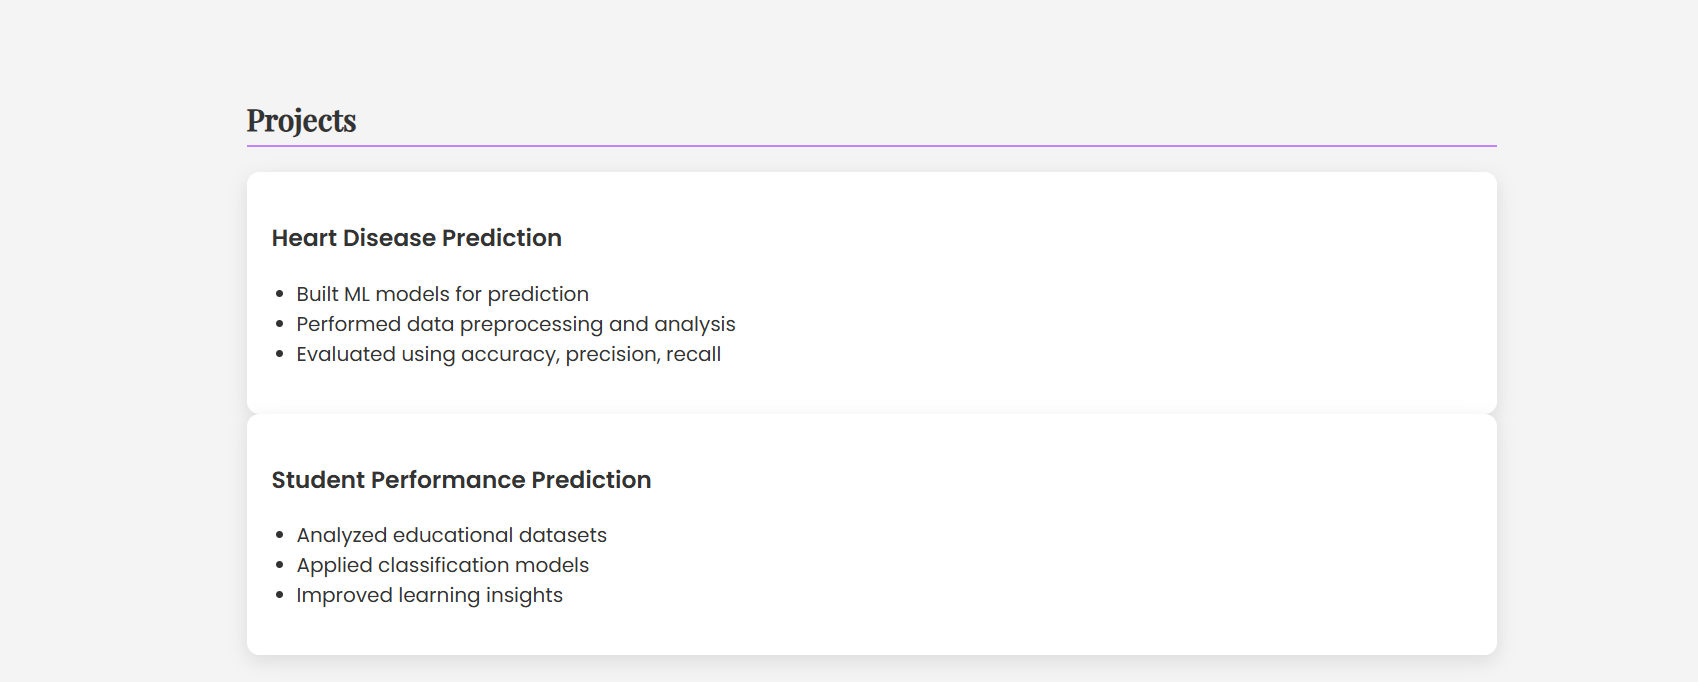 Projects
Heart Disease Prediction
• Built ML models for prediction
• Performed data preprocessing and analysis
• Evaluated using accuracy, precision, recall
Student Performance Prediction
• Analyzed educational datasets
• Applied classification models
• Improved learning insights